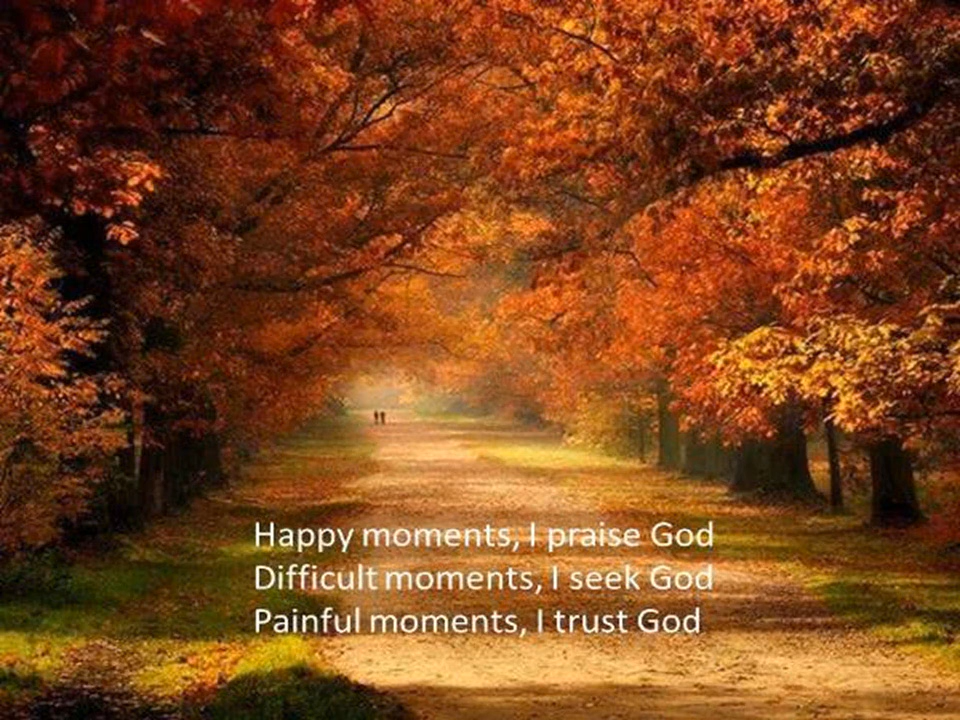 Happy moments, I praise God
Difficult moments, I seek God
Painful moments, I trust God